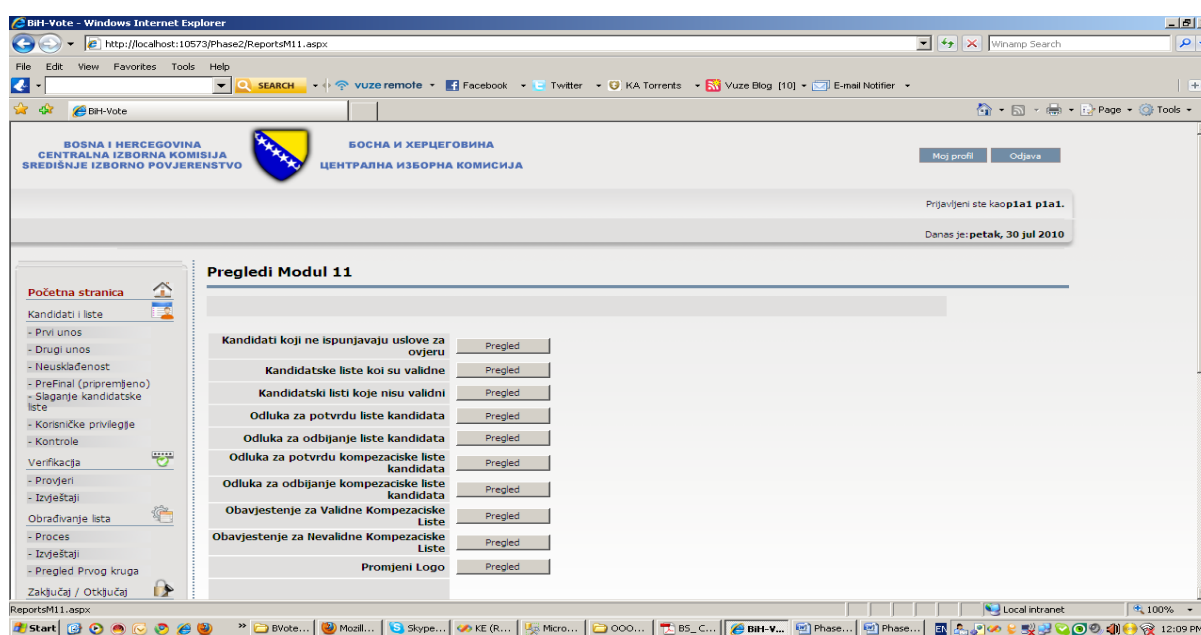 BiH-Vote - Windows Internet Explorer
http://localhost:10573/Phase2/ReportsM11.aspx
Winamp Search
File Edit View Favorites Tools Help
SEARCH vuze remote Facebook Twitter KA Torrents Vuze Blog [10] E-mail Notifier
BiH-Vote
Page Tools
BOSNA I HERCEGOVINA
CENTRALNA IZBORNA KOMISIJA
SREDIŠNJE IZBORNO POVJERENSTVO
БОСНА И ХЕРЦЕГОВИНА
ЦЕНТРАЛНА ИЗБОРНА КОМИСИЈА
Moj profil Odjava
Prijavljeni ste kaop1a1 p1a1.
Danas je:petak, 30 jul 2010
Početna stranica
Kandidati i liste
- Prvi unos
- Drugi unos
- Neusklađenost
- PreFinal (pripremljeno)
- Slaganje kandidatske
liste
- Korisničke privilegije
- Kontrole
Verifikacija
- Provjeri
- Izvještaji
Obrađivanje lista
- Proces
- Izvještaji
- Pregled Prvog kruga
Zaključaj / Otključaj
Pregledi Modul 11
Kandidati koji ne ispunjavaju uslove za
ovjeru
Pregled
Kandidatske liste koi su validne Pregled
Kandidatski listi koje nisu validni Pregled
Odluka za potvrdu liste kandidata Pregled
Odluka za odbijanje liste kandidata Pregled
Odluka za potvrdu kompezaciske liste
kandidata
Pregled
Odluka za odbijanje kompezaciske liste
kandidata
Pregled
Obavjestenje za Validne Kompezaciske
Liste
Pregled
Obavjestenje za Nevalidne Kompezaciske
Liste
Pregled
Promjeni Logo Pregled
ReportsM11.aspx Local intranet 100%
Start BVote... Mozill... Skype... KE (R... Micro... OOO... BS_C... BiH-V... Phase... Phase... EN 12:09 PM